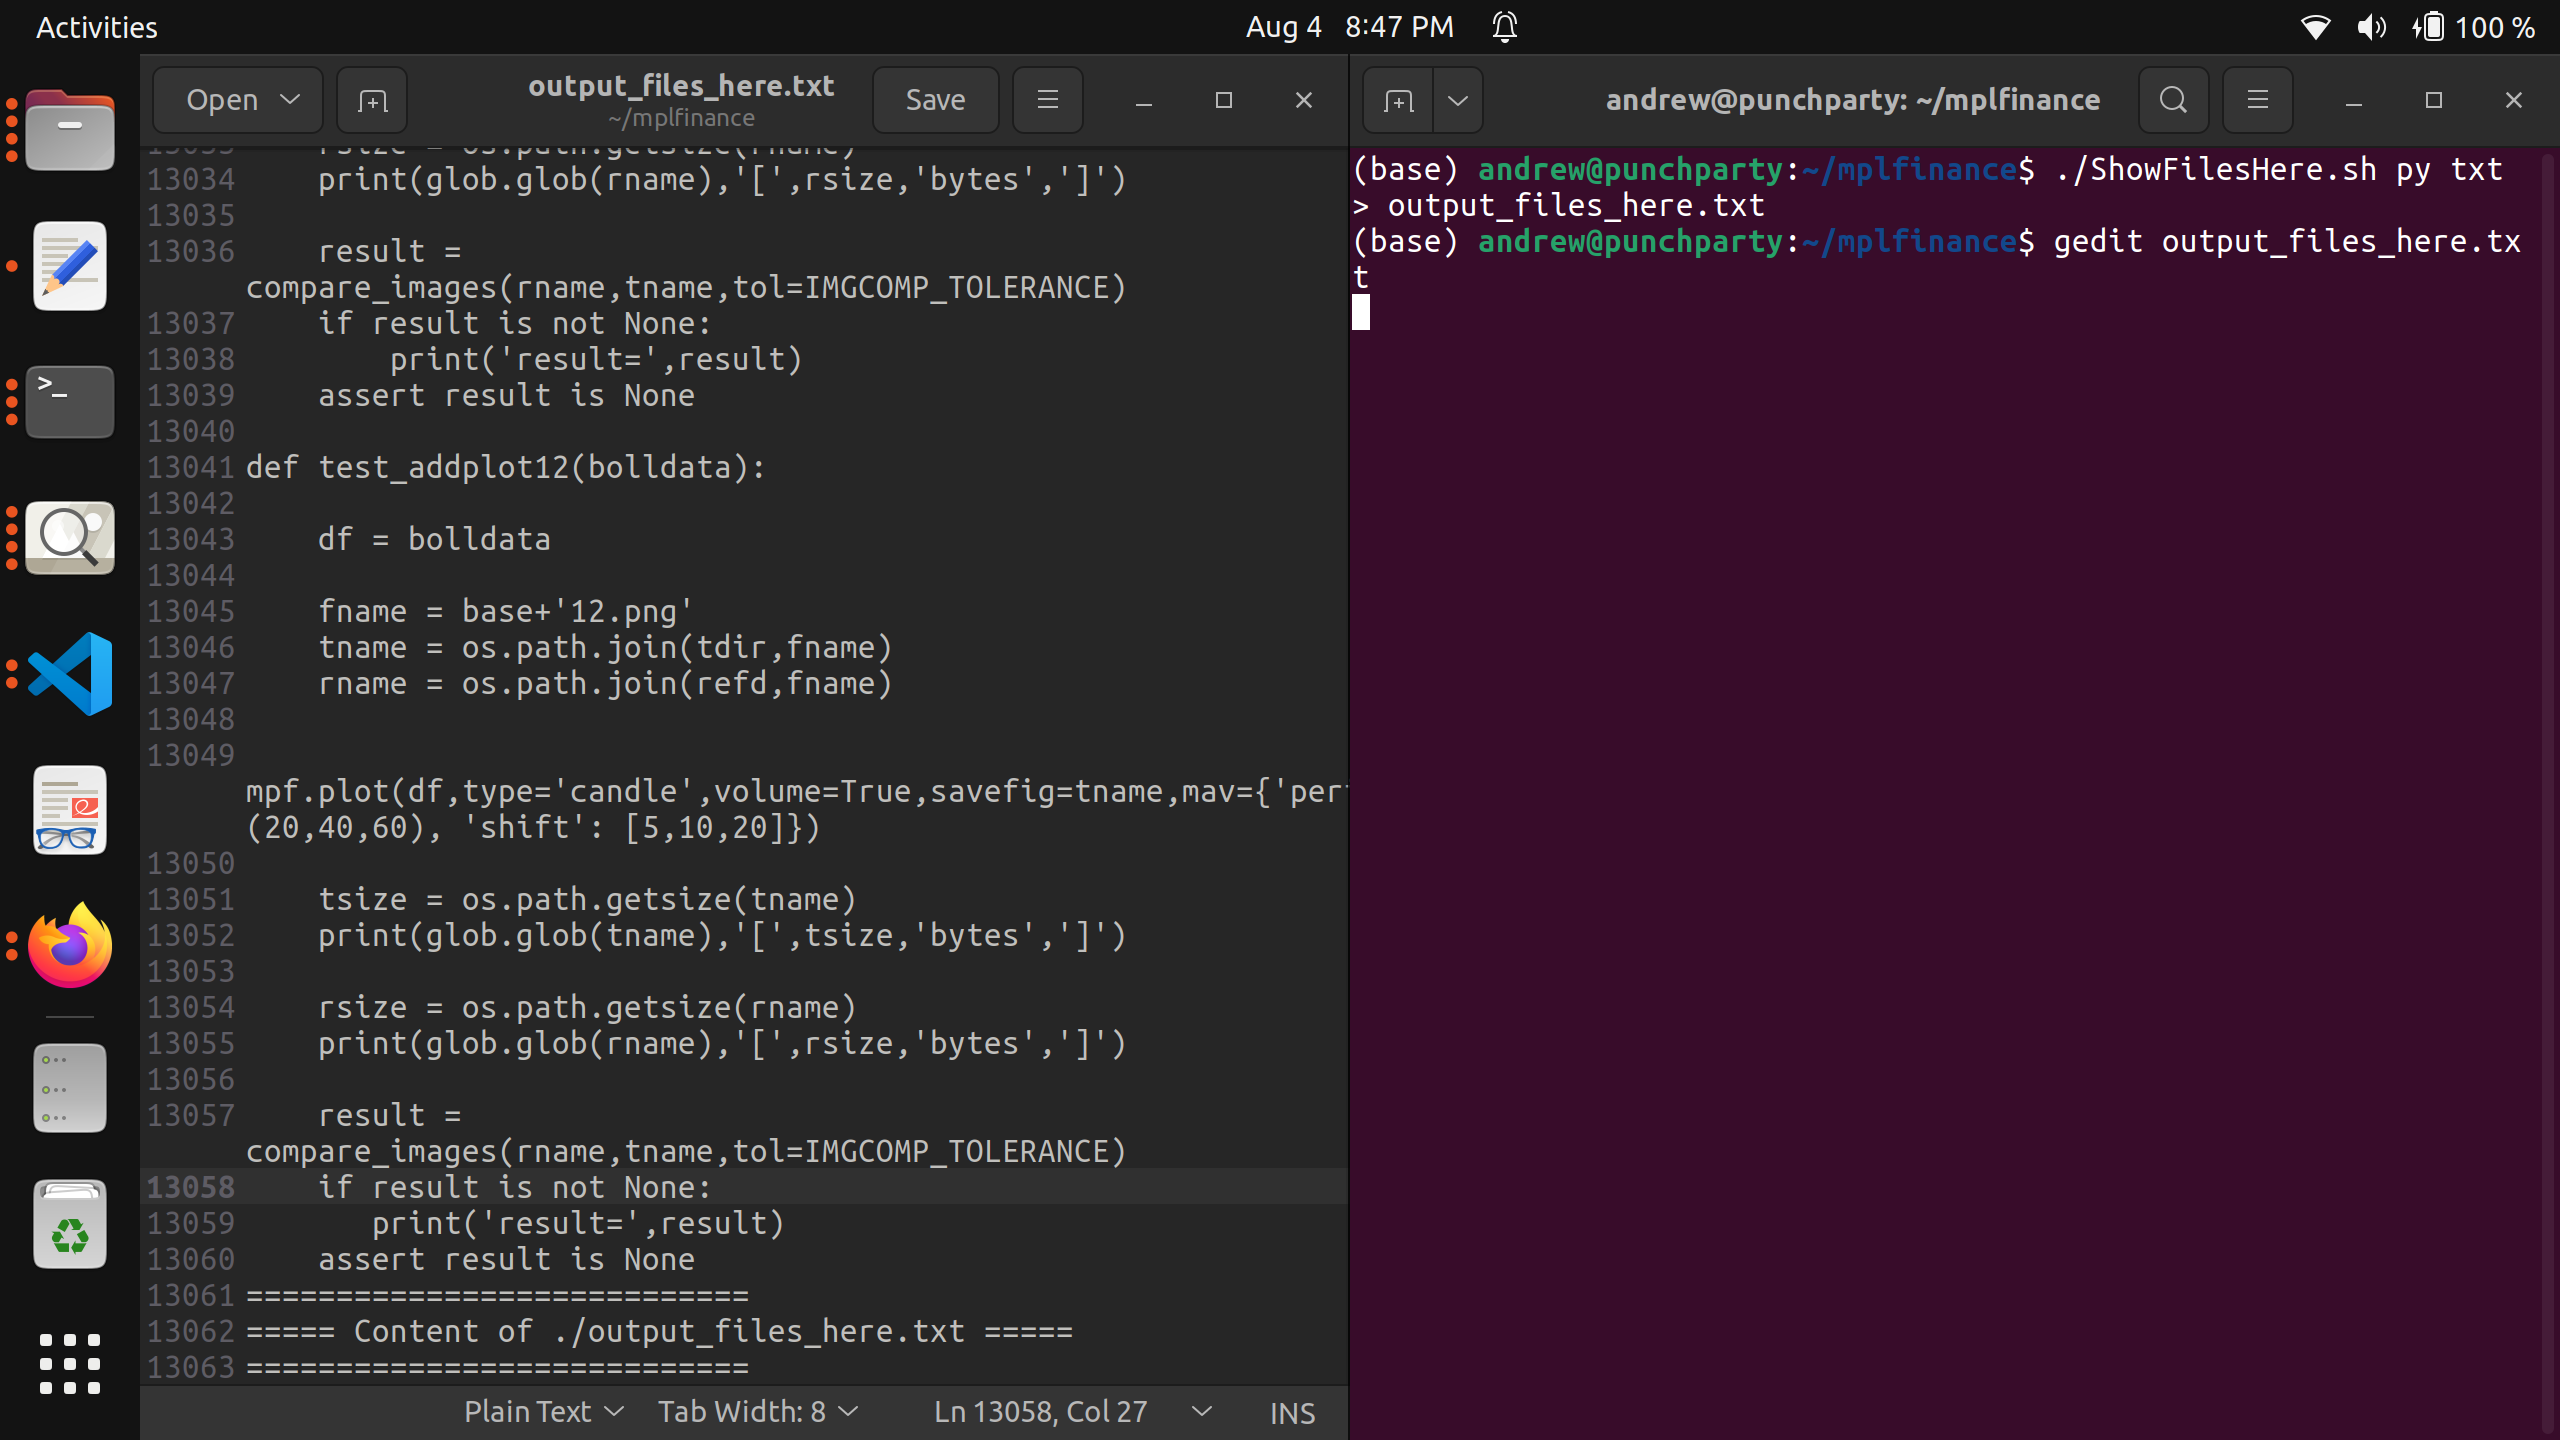 Activities
Aug 4 8:47 PM
100 %
Open
output_files_here.txt
~/mplfinance
Save
13034 print(glob.glob(rname),'[',rsize,'bytes',']')
13035
13036 result =
compare_images(rname,tname,tol=IMGCOMP_TOLERANCE)
13037 if result is not None:
13038 print('result=',result)
13039 assert result is None
13040
13041 def test_addplot12(bolldata):
13042
13043 df = bolldata
13044
13045 fname = base+'12.png'
13046 tname = os.path.join(tdir,fname)
13047 rname = os.path.join(refd,fname)
13048
13049
mpf.plot(df,type='candle',volume=True,savefig=tname,mav={'per
(20,40,60), 'shift': [5,10,20]})
13050
13051 tsize = os.path.getsize(tname)
13052 print(glob.glob(tname),'[',tsize,'bytes',']')
13053
13054 rsize = os.path.getsize(rname)
13055 print(glob.glob(rname),'[',rsize,'bytes',']')
13056
13057 result =
compare_images(rname,tname,tol=IMGCOMP_TOLERANCE)
13058 if result is not None:
13059 print('result=',result)
13060 assert result is None
13061 ============================
13062 ===== Content of ./output_files_here.txt =====
13063 ============================
Plain Text
Tab Width: 8
Ln 13058, Col 27
INS
andrew@punchparty: ~/mplfinance
(base) andrew@punchparty:~/mplfinance$ ./ShowFilesHere.sh py txt
> output_files_here.txt
(base) andrew@punchparty:~/mplfinance$ gedit output_files_here.tx
t